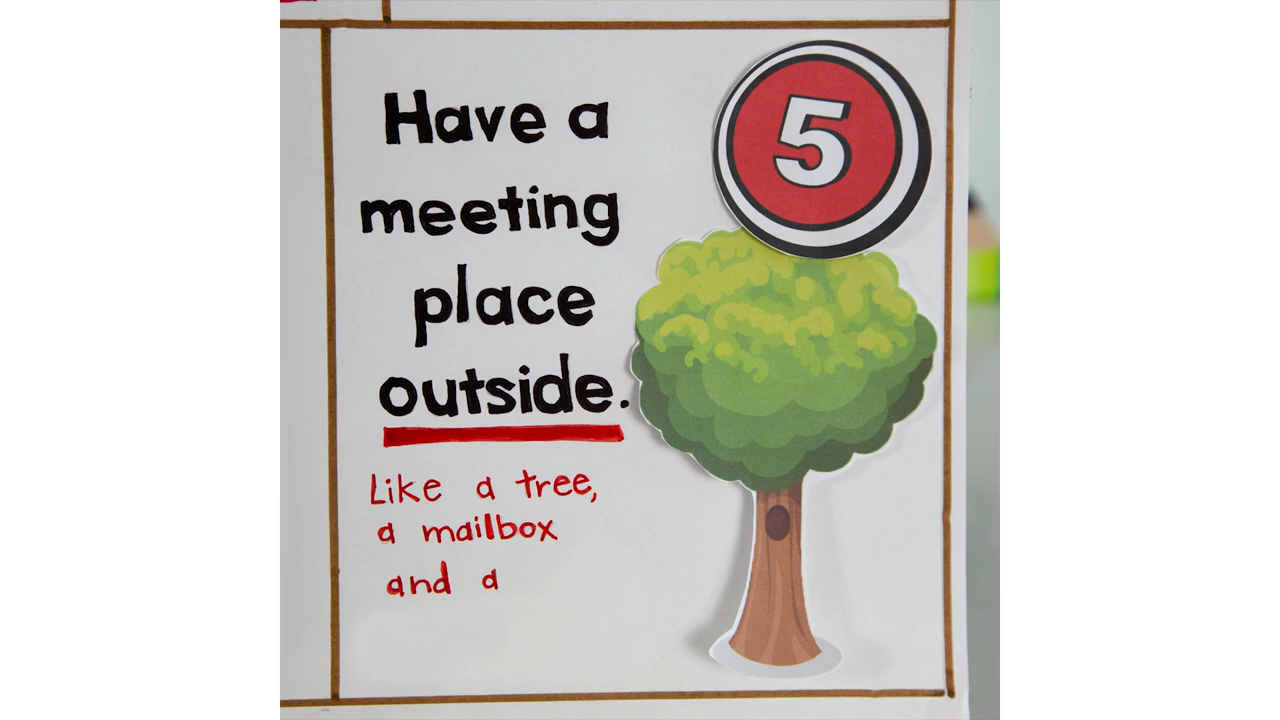 Have a
meeting
place
outside.
Like a tree,
a mailbox
and a
5